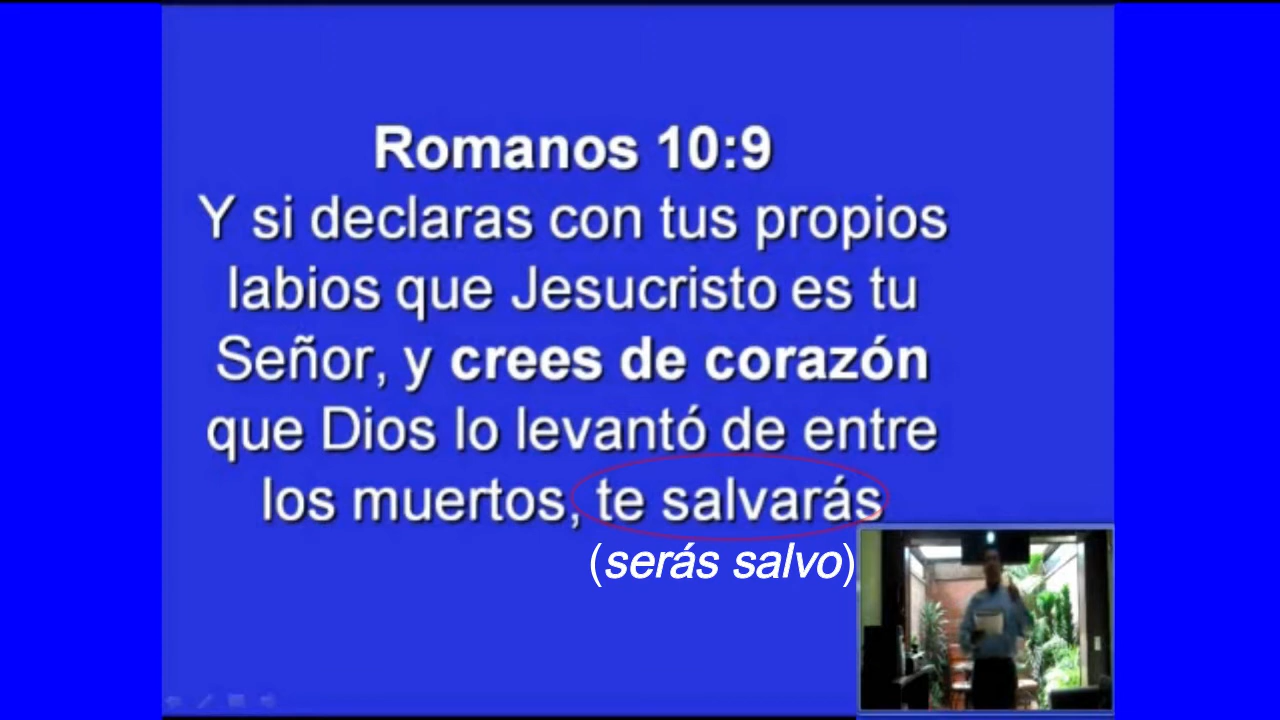 Romanos 10:9
Y si declaras con tus propios
labios que Jesucristo es tu
Señor, y crees de corazón
que Dios lo levantó de entre
los muertos, te salvarás
(serás salvo)